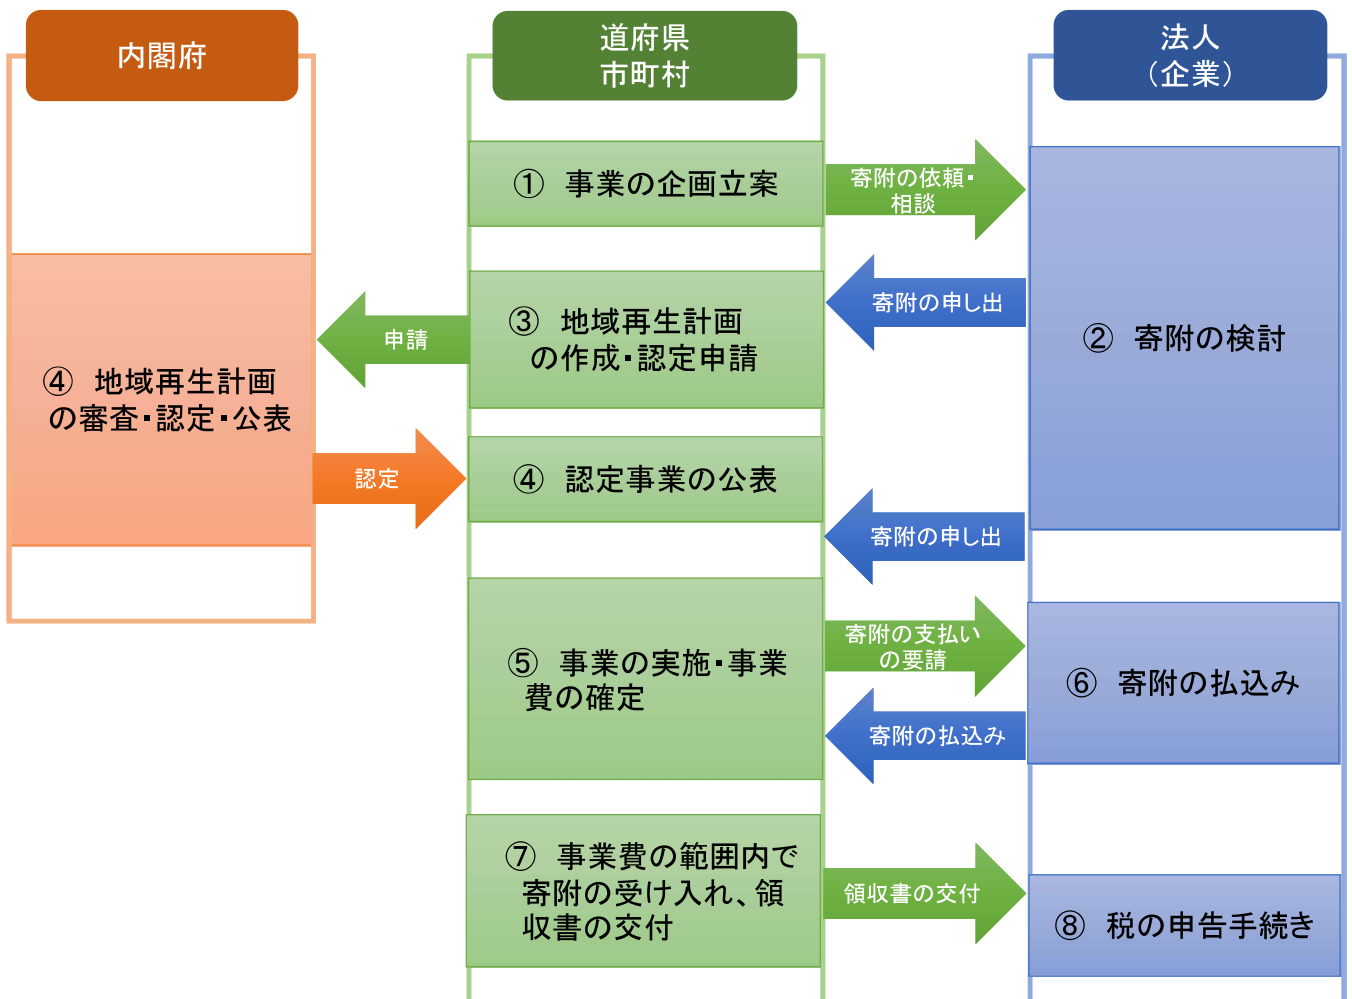 内閣府
道府県
市町村
法人
（企業）
① 事業の企画立案
寄附の依頼・
相談
② 寄附の検討
寄附の申し出
③ 地域再生計画
の作成・認定申請
申請
④ 地域再生計画
の審査・認定・公表
認定
④ 認定事業の公表
寄附の申し出
⑤ 事業の実施・事業
費の確定
寄附の支払い
の要請
⑥ 寄附の払込み
寄附の払込み
⑦ 事業費の範囲内で
寄附の受け入れ、領
収書の交付
領収書の交付
⑧ 税の申告手続き